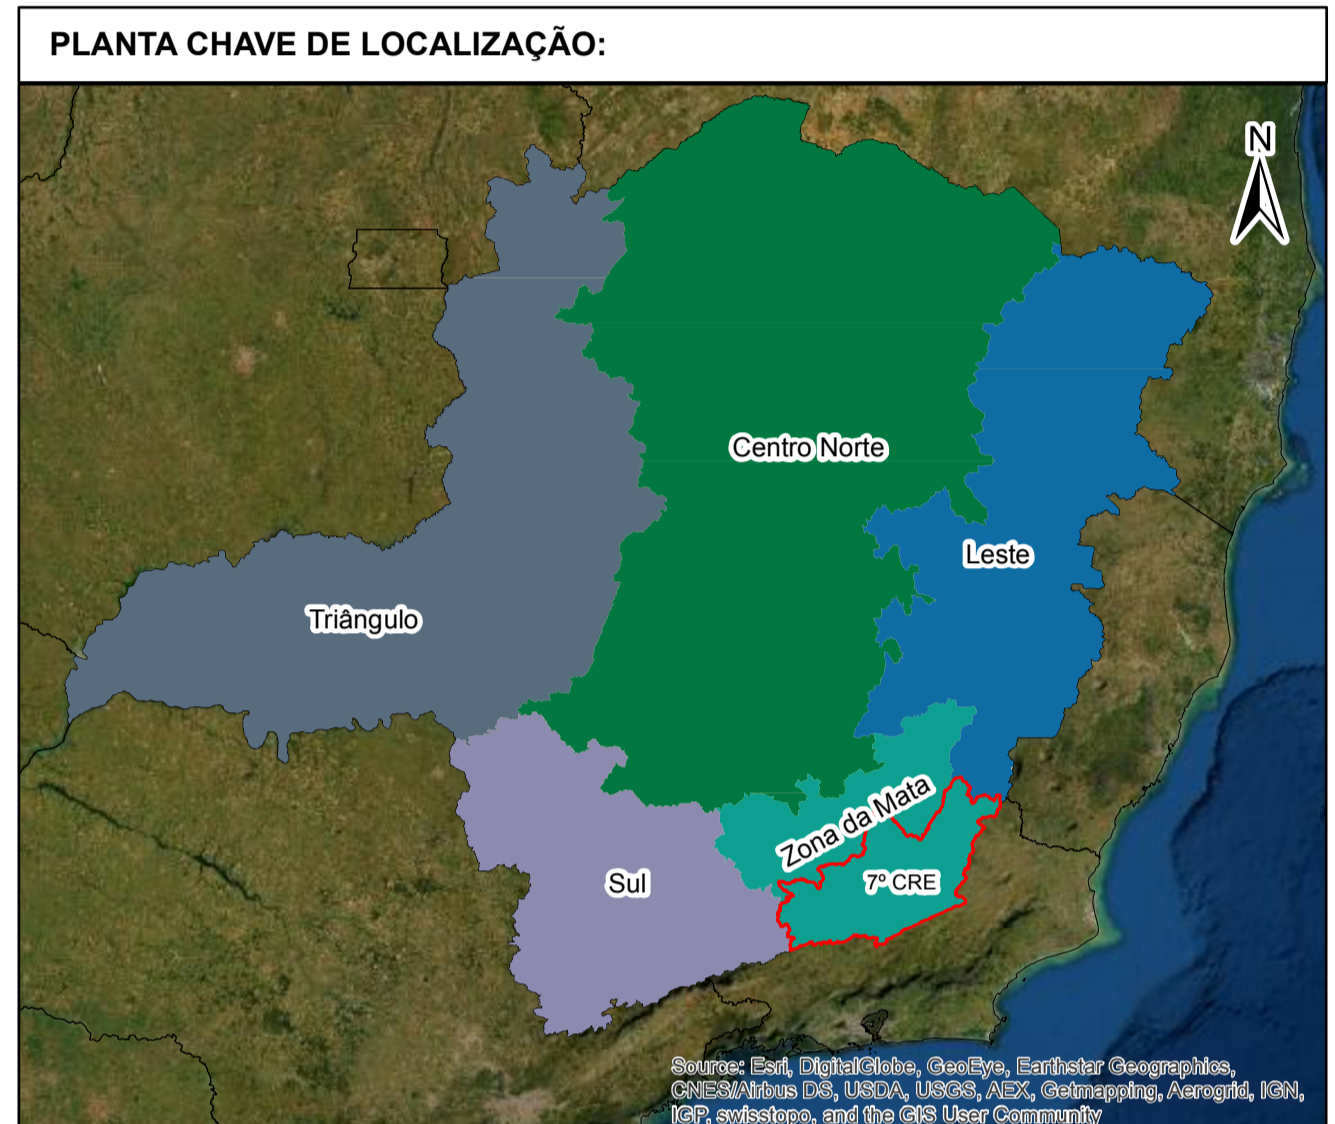 PLANTA CHAVE DE LOCALIZAÇÃO:
N
Centro Norte
Leste
Triângulo
Zona da Mata
7º CRE
Sul
Source: Esri, DigitalGlobe, GeoEye, Earthstar Geographics,
CNES/Airbus DS, USDA, USGS, AEX, Getmapping, Aerogrid, IGN,
IGP, swisstopo, and the GIS User Community